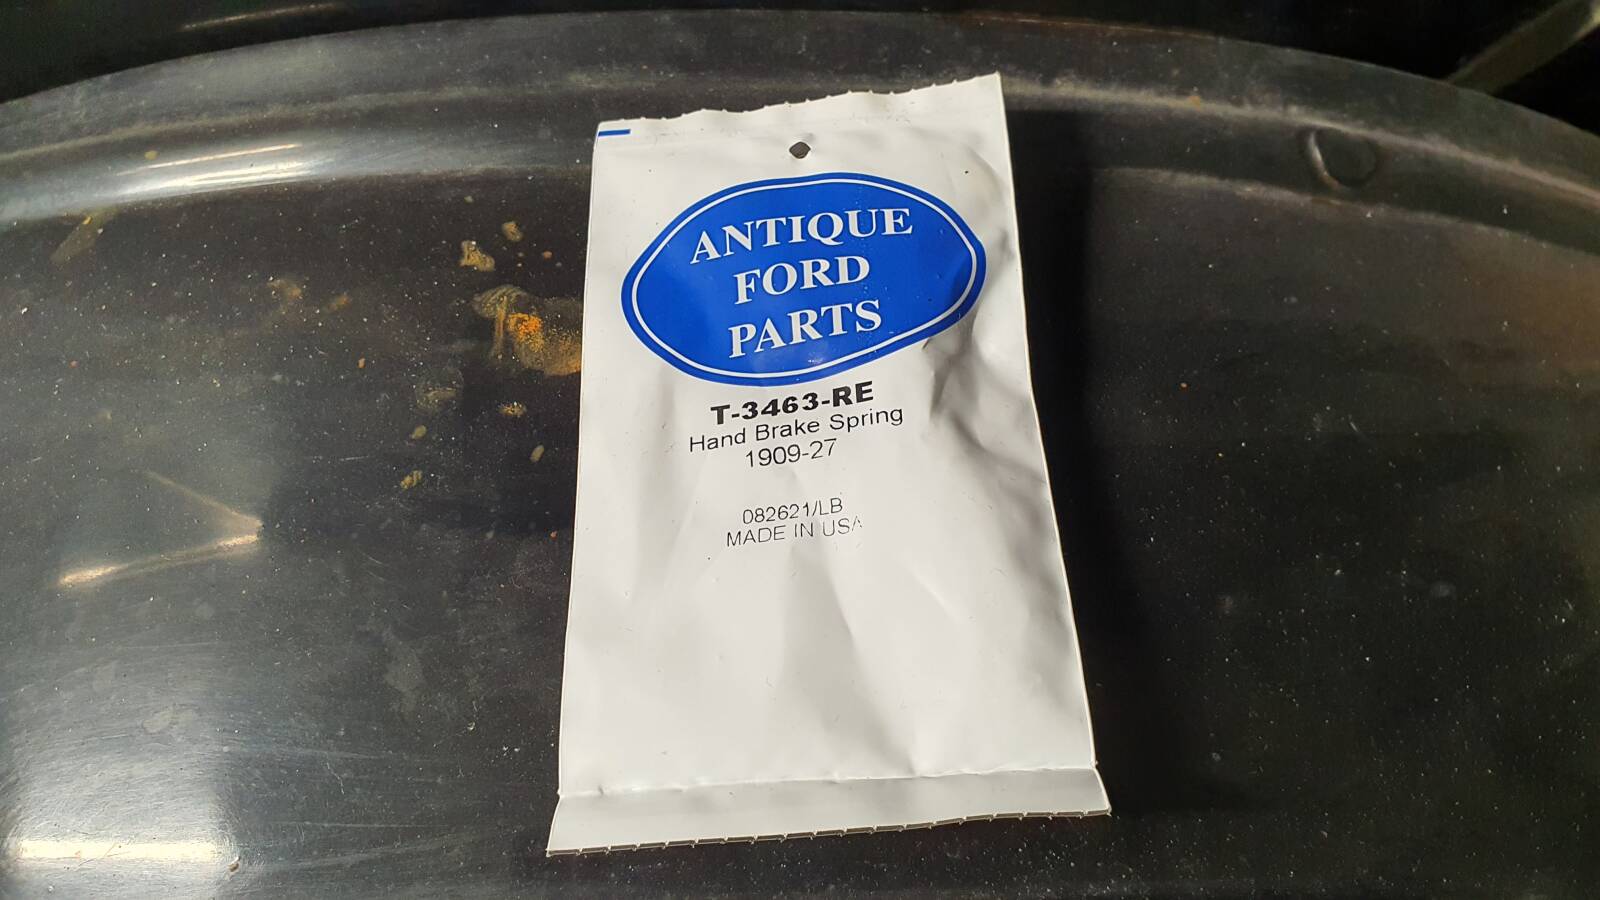 ANTIQUE
FORD
PARTS
T-3463-RE
Hand Brake Spring
1909-27
082621/LB
MADE IN USA